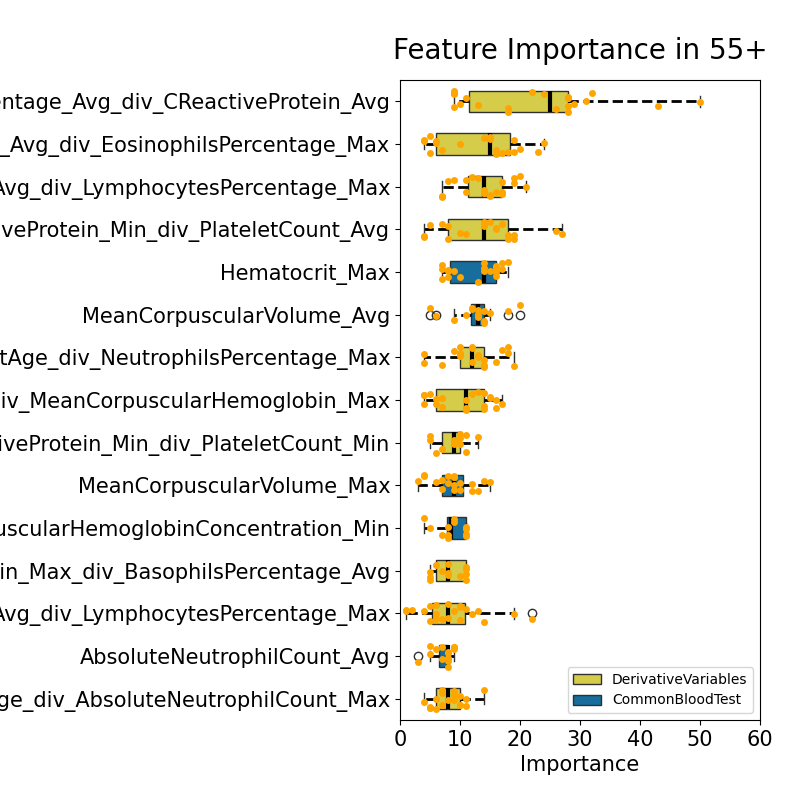 Feature Importance in 55+
entage_Avg_div_CReactiveProtein_Avg
_Avg_div_EosinophilsPercentage_Max
Avg_div_LymphocytesPercentage_Max
veProtein_Min_div_PlateletCount_Avg
Hematocrit_Max
MeanCorpuscularVolume_Avg
tAge_div_NeutrophilsPercentage_Max
iv_MeanCorpuscularHemoglobin_Max
iveProtein_Min_div_PlateletCount_Min
MeanCorpuscularVolume_Max
uscularHemoglobinConcentration_Min
in_Max_div_BasophilsPercentage_Avg
Avg_div_LymphocytesPercentage_Max
AbsoluteNeutrophilCount_Avg
ge_div_AbsoluteNeutrophilCount_Max
DerivativeVariables
CommonBloodTest
0 10 20 30 40 50 60
Importance